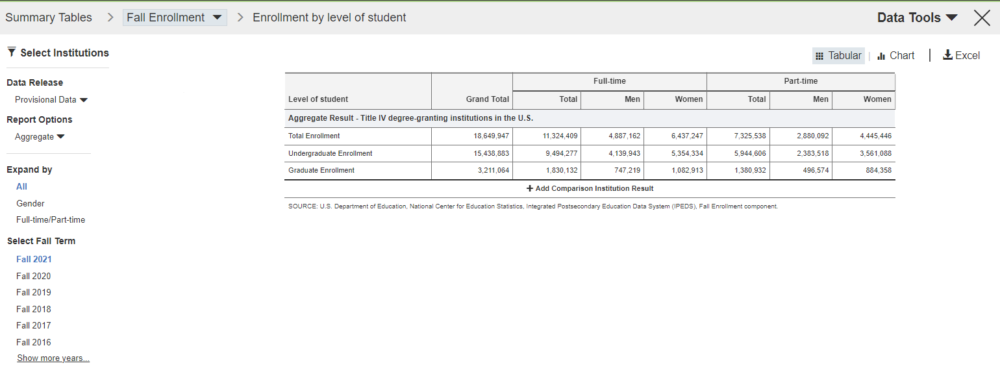 Summary Tables > Fall Enrollment > Enrollment by level of student Data Tools
Select Institutions
Tabular | Chart | Excel
Data Release
Provisional Data
Report Options
Aggregate
Expand by
All
Gender
Full-time/Part-time
Select Fall Term
Fall 2021
Fall 2020
Fall 2019
Fall 2018
Fall 2017
Fall 2016
Show more years...
Full-time Part-time
Level of student Grand Total Total Men Women Total Men Women
Aggregate Result - Title IV degree-granting institutions in the U.S.
Total Enrollment 18,649,947 11,324,409 4,887,162 6,437,247 7,325,538 2,880,092 4,445,446
Undergraduate Enrollment 15,438,883 9,494,277 4,139,943 5,354,334 5,944,606 2,383,518 3,561,088
Graduate Enrollment 3,211,064 1,830,132 747,219 1,082,913 1,380,932 496,574 884,358
+ Add Comparison Institution Result
SOURCE: U.S. Department of Education, National Center for Education Statistics, Integrated Postsecondary Education Data System (IPEDS), Fall Enrollment component.